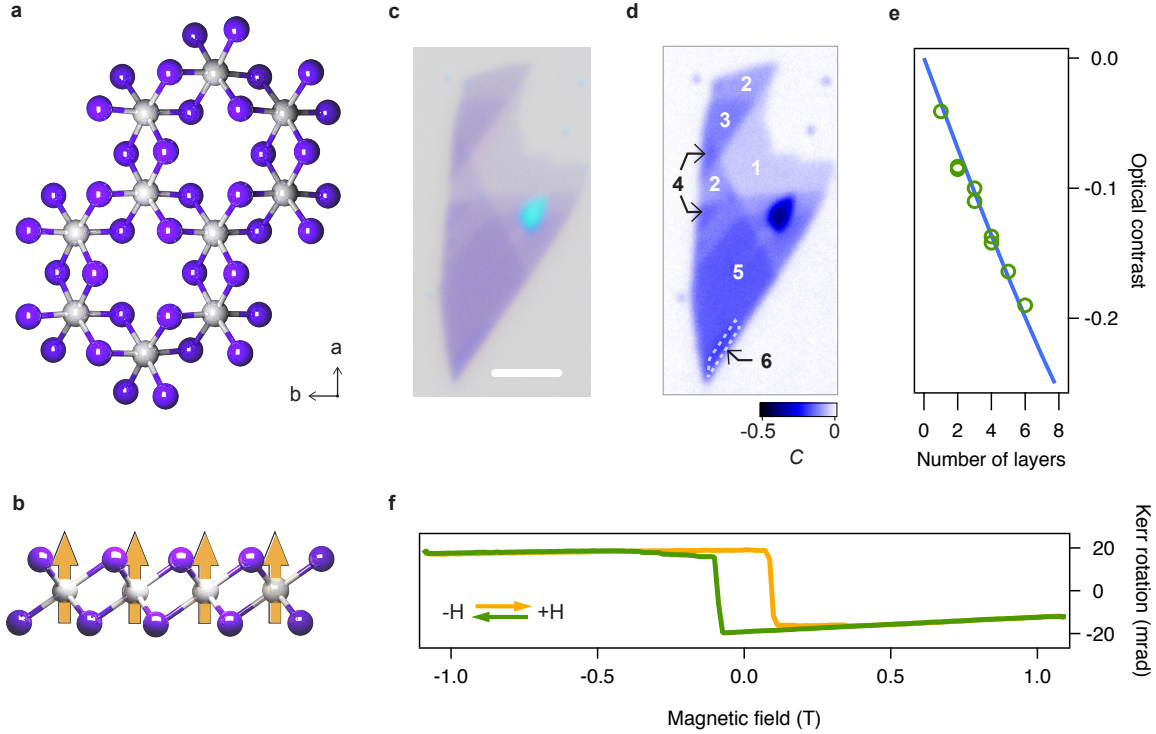 a
c
d
e
2
3
1
4
2
5
6
-0.5
0
C
0.0
-0.1
-0.2
Optical contrast
0
2
4
6
8
Number of layers
a
b
b
f
-H
+H
20
0
-20
Kerr rotation (mrad)
-1.0
-0.5
0.0
0.5
1.0
Magnetic field (T)